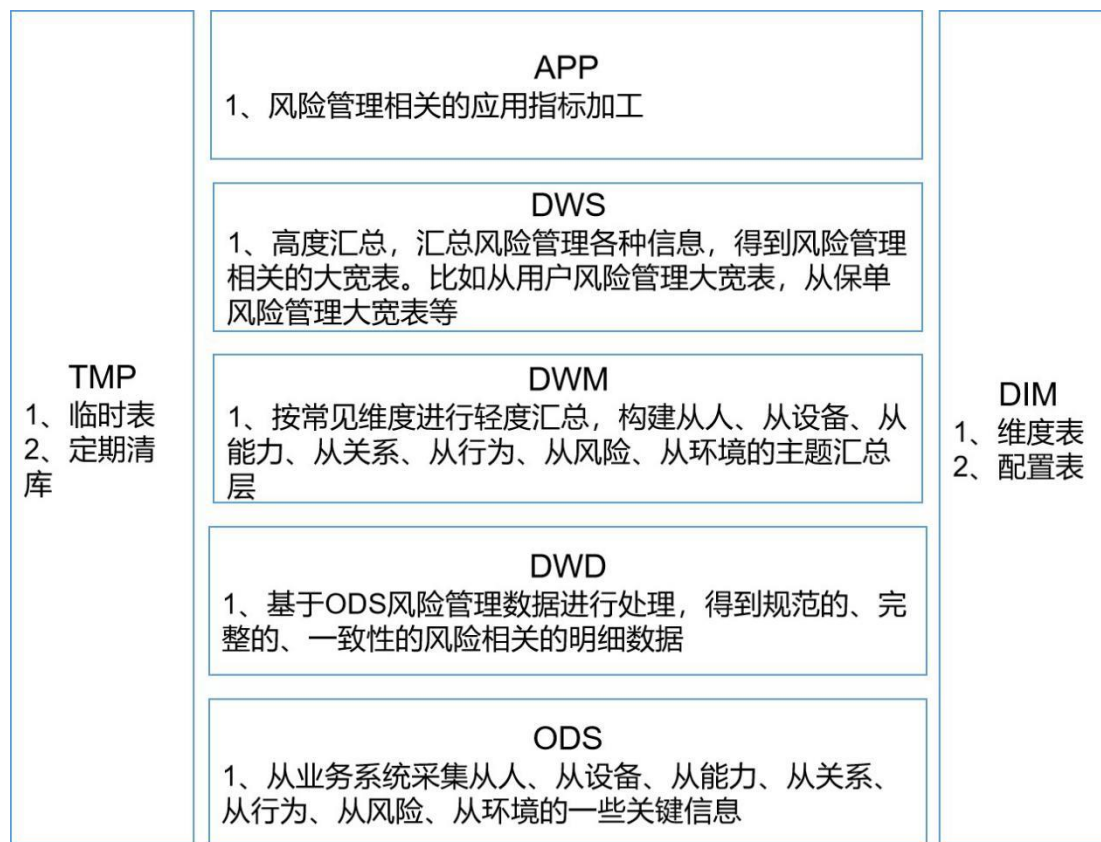 APP
1、风险管理相关的应用指标加工
DWS
1、高度汇总，汇总风险管理各种信息，得到风险管理
相关的大宽表。比如从用户风险管理大宽表，从保单
风险管理大宽表等
TMP
1、临时表
2、定期清
库
DWM
1、按常见维度进行轻度汇总，构建从人、从设备、从
能力、从关系、从行为、从风险、从环境的主题汇总
层
DIM
1、维度表
2、配置表
DWD
1、基于ODS风险管理数据进行处理，得到规范的、完
整的、一致性的风险相关的明细数据
ODS
1、从业务系统采集从人、从设备、从能力、从关系、
从行为、从风险、从环境的一些关键信息